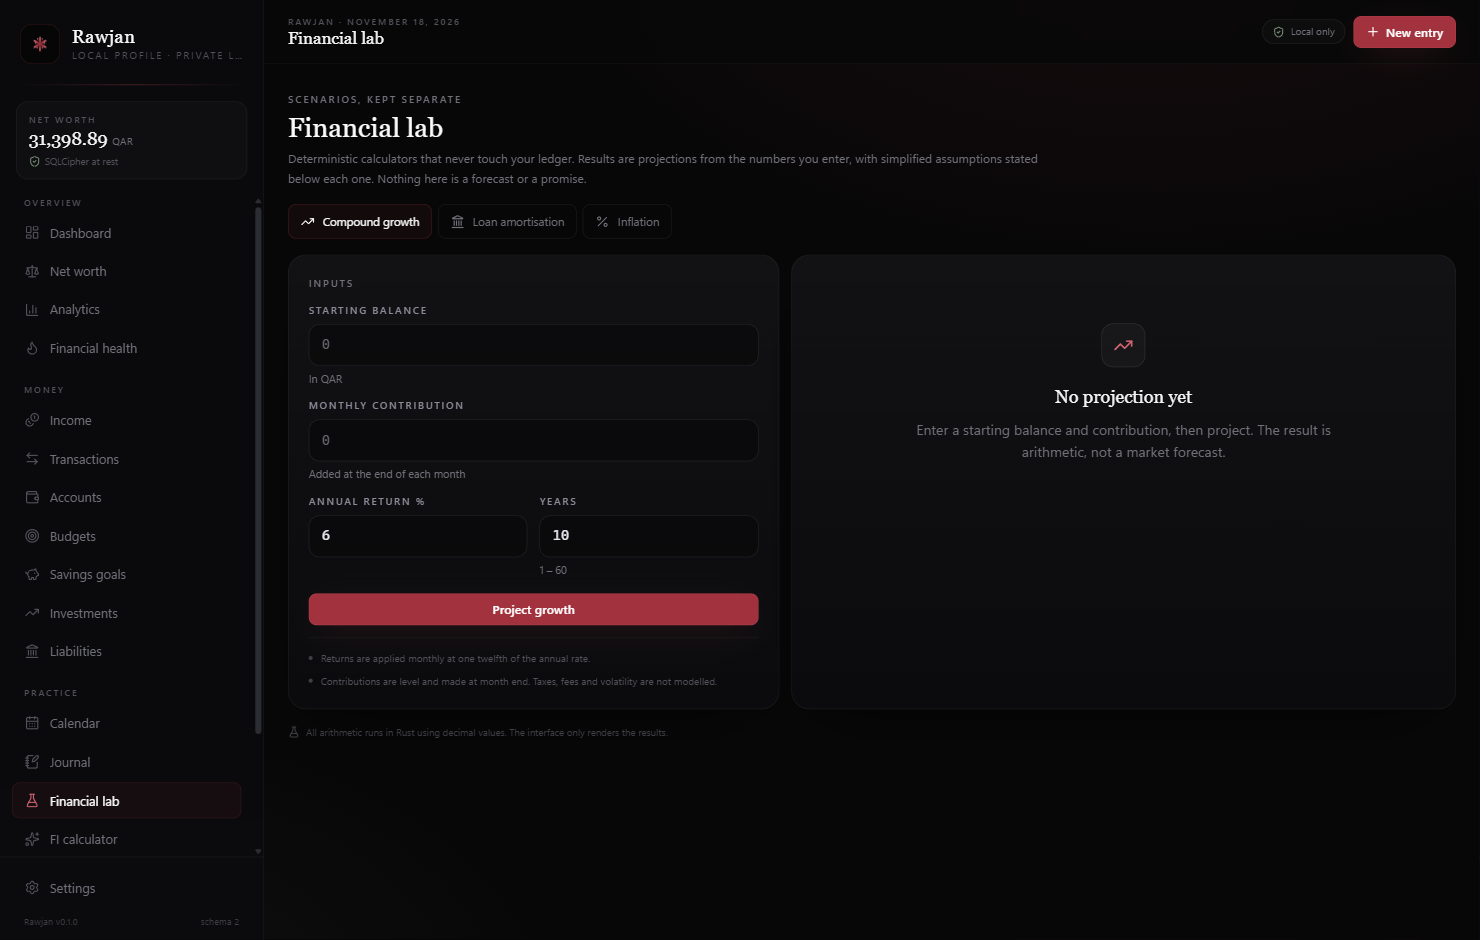 Rawjan
LOCAL PROFILE · PRIVATE L...
NET WORTH
31,398.89 QAR
SQLCipher at rest
OVERVIEW
Dashboard
Net worth
Analytics
Financial health
MONEY
Income
Transactions
Accounts
Budgets
Savings goals
Investments
Liabilities
PRACTICE
Calendar
Journal
Financial lab
FI calculator
Settings
Rawjan v0.1.0
schema 2
RAWJAN · NOVEMBER 18, 2026
Financial lab
Local only
New entry
SCENARIOS, KEPT SEPARATE
Financial lab
Deterministic calculators that never touch your ledger. Results are projections from the numbers you enter, with simplified assumptions stated
below each one. Nothing here is a forecast or a promise.
Compound growth
Loan amortisation
Inflation
INPUTS
STARTING BALANCE
0
In QAR
MONTHLY CONTRIBUTION
0
Added at the end of each month
ANNUAL RETURN %
YEARS
6
10
1 – 60
Project growth
Returns are applied monthly at one twelfth of the annual rate.
Contributions are level and made at month end. Taxes, fees and volatility are not modelled.
No projection yet
Enter a starting balance and contribution, then project. The result is
arithmetic, not a market forecast.
All arithmetic runs in Rust using decimal values. The interface only renders the results.